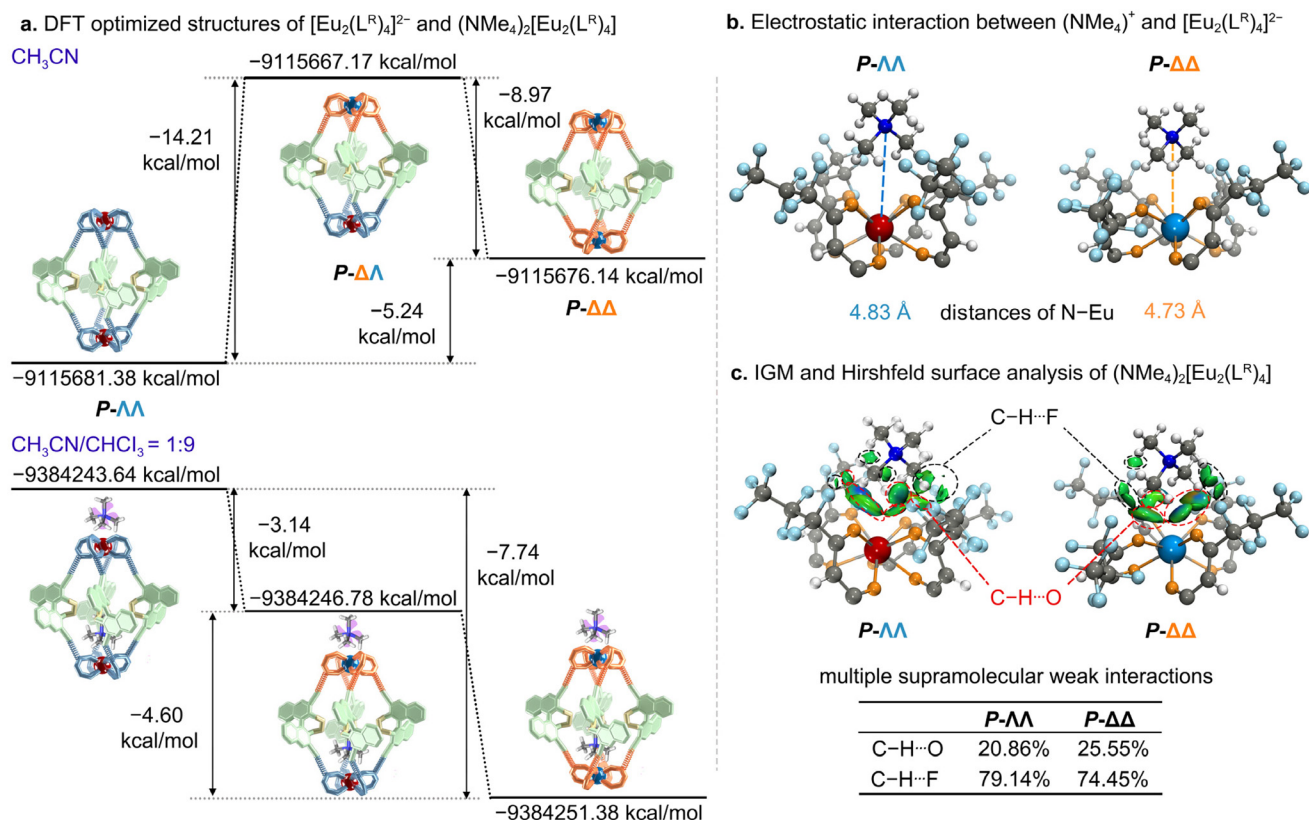 a. DFT optimized structures of [Eu₂(Lᴿ)₄]²⁻ and (NMe₄)₂[Eu₂(Lᴿ)₄]
CH₃CN
−9115667.17 kcal/mol
−14.21
kcal/mol
−8.97
kcal/mol
P-ΔΛ
−9115676.14 kcal/mol
−5.24
kcal/mol
P-ΔΔ
−9115681.38 kcal/mol
P-ΛΛ
CH₃CN/CHCl₃ = 1:9
−9384243.64 kcal/mol
−3.14
kcal/mol
−7.74
kcal/mol
−9384246.78 kcal/mol
−4.60
kcal/mol
−9384251.38 kcal/mol
b. Electrostatic interaction between (NMe₄)⁺ and [Eu₂(Lᴿ)₄]²⁻
P-ΛΛ P-ΔΔ
4.83 Å distances of N−Eu 4.73 Å
c. IGM and Hirshfeld surface analysis of (NMe₄)₂[Eu₂(Lᴿ)₄]
C−H···F
C−H···O
P-ΛΛ P-ΔΔ
multiple supramolecular weak interactions
P-ΛΛ P-ΔΔ
C−H···O 20.86% 25.55%
C−H···F 79.14% 74.45%